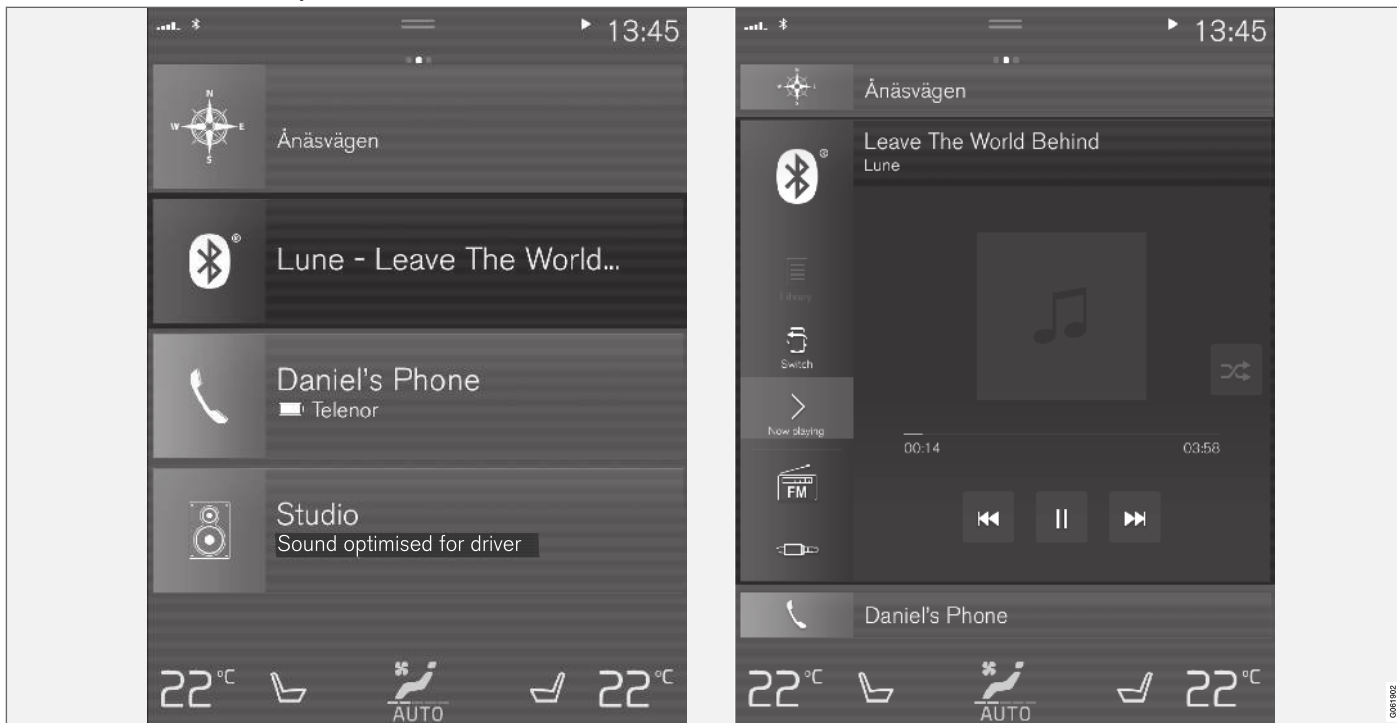 13:45
N
W E
S
Ånäsvägen
Lune - Leave The World...
Daniel's Phone
Telenor
Studio
Sound optimised for driver
22°C
AUTO
22°C
13:45
N
S
Ånäsvägen
Leave The World Behind
Lune
Library
Switch
Now playing
00:14
03:58
FM
Daniel's Phone
22°C
AUTO
22°C
G061902